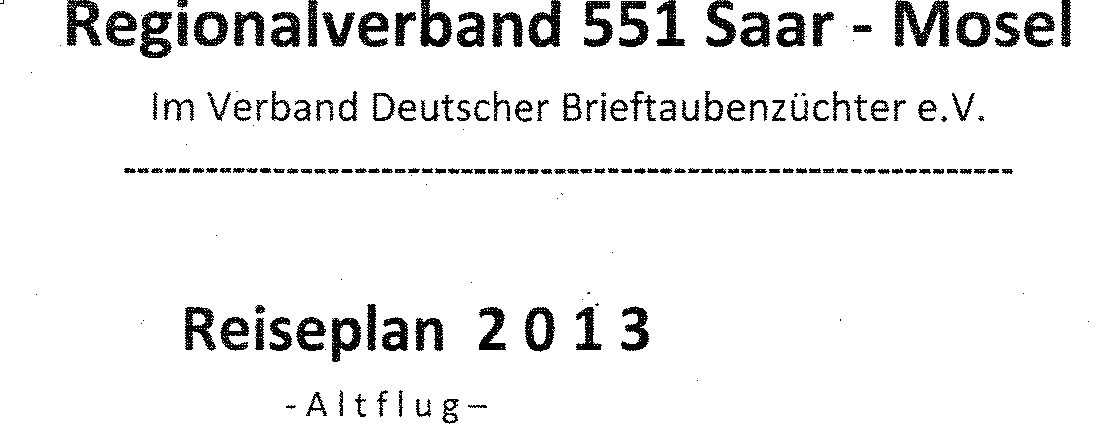 Regionalverband 551 Saar - Mosel
Im Verband Deutscher Brieftaubenzüchter e.V.
-----------------------------------------------------------------
Reiseplan 2 0 1 3
- A l t f l u g –